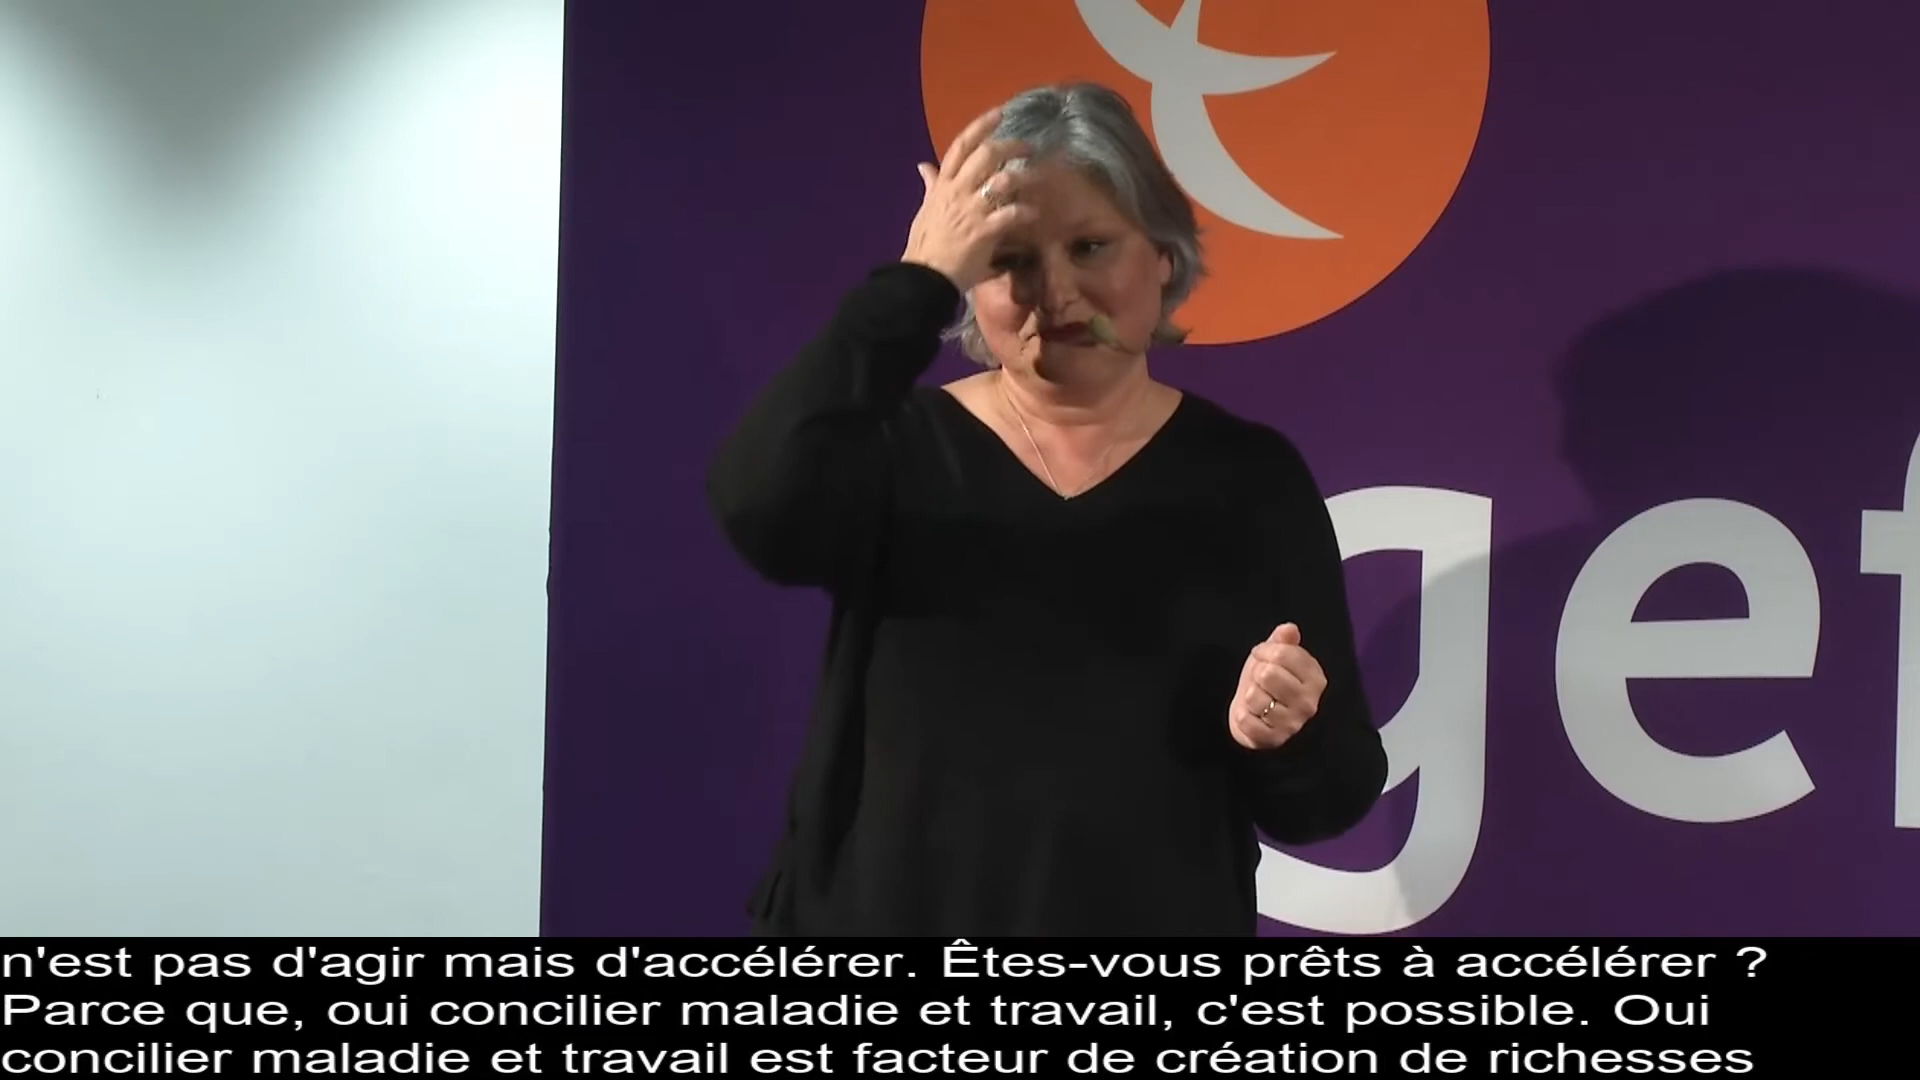 gef
n'est pas d'agir mais d'accélérer. Êtes-vous prêts à accélérer ?
Parce que, oui concilier maladie et travail, c'est possible. Oui
concilier maladie et travail est facteur de création de richesses